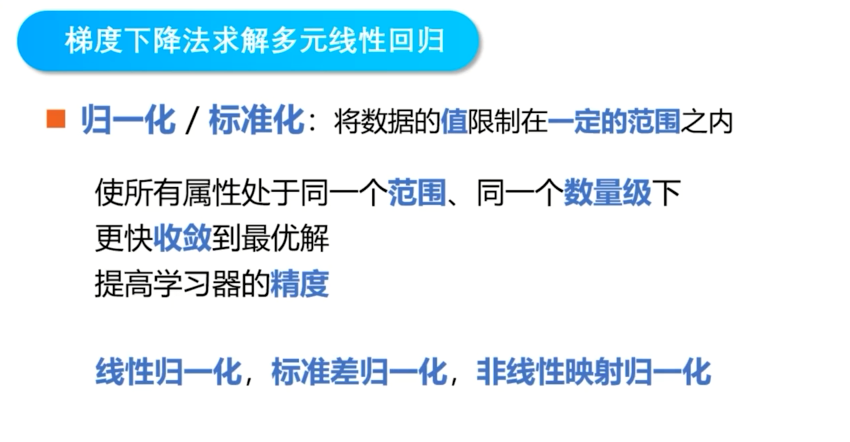 梯度下降法求解多元线性回归
归一化 / 标准化：将数据的值限制在一定的范围之内
使所有属性处于同一个范围、同一个数量级下
更快收敛到最优解
提高学习器的精度
线性归一化，标准差归一化，非线性映射归一化